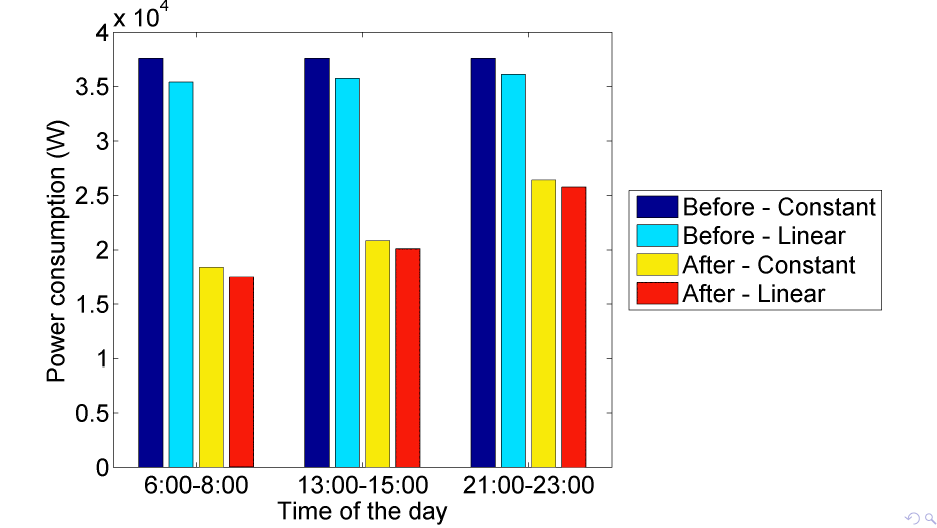 x 10^4
4
3.5
3
2.5
2
1.5
1
0.5
0
Power consumption (W)
6:00-8:00 13:00-15:00 21:00-23:00
Time of the day
Before - Constant
Before - Linear
After - Constant
After - Linear